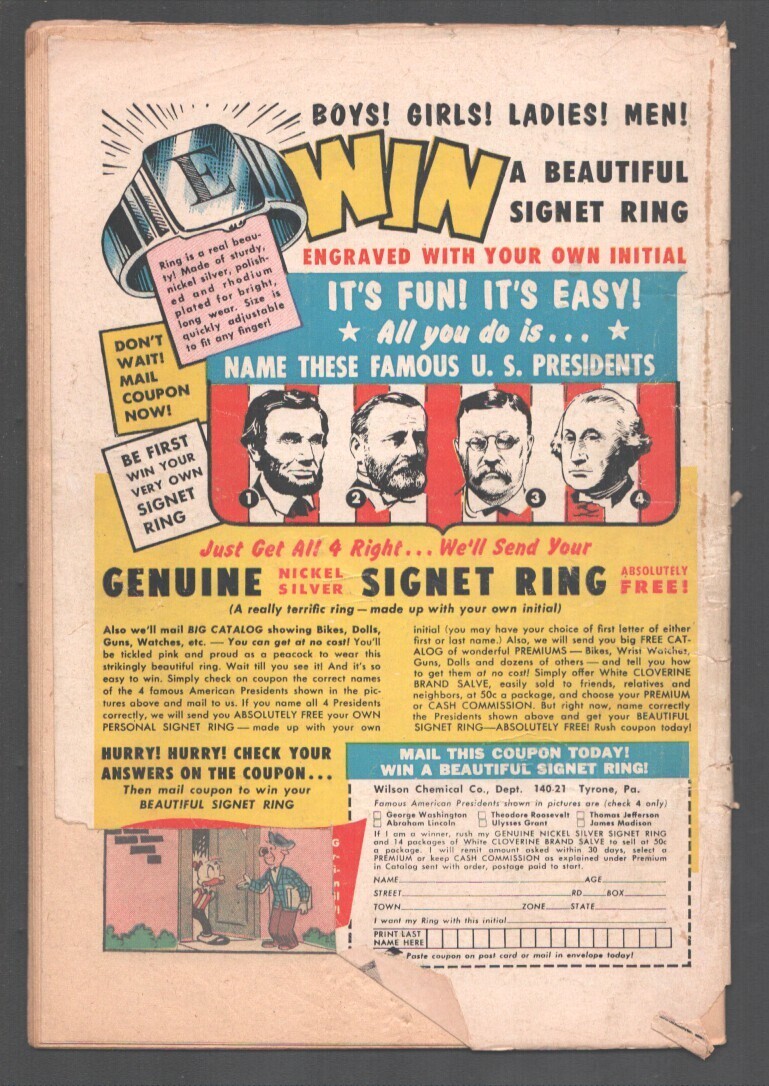 BOYS! GIRLS! LADIES! MEN!
WIN
A BEAUTIFUL
SIGNET RING
ENGRAVED WITH YOUR OWN INITIAL
E
Ring is a real beau-
ty! Made of sturdy,
nickel silver, polish-
ed and rhodium
plated for bright,
long wear. Size is
quickly adjustable
to fit any finger!
IT'S FUN! IT'S EASY!
★ All you do is... ★
NAME THESE FAMOUS U. S. PRESIDENTS
DON'T
WAIT!
MAIL
COUPON
NOW!
BE FIRST
WIN YOUR
VERY OWN
SIGNET
RING
1 2 3 4
Just Get All 4 Right... We'll Send Your
GENUINE NICKEL SILVER SIGNET RING ABSOLUTELY FREE!
(A really terrific ring — made up with your own initial)
Also we'll mail BIG CATALOG showing Bikes, Dolls,
Guns, Watches, etc. — You can get at no cost! You'll
be tickled pink and proud as a peacock to wear this
strikingly beautiful ring. Wait till you see it! And it's so
easy to win. Simply check on coupon the correct names
of the 4 famous American Presidents shown in the pic-
tures above and mail to us. If you name all 4 Presidents
correctly, we will send you ABSOLUTELY FREE your OWN
PERSONAL SIGNET RING — made up with your own
initial (you may have your choice of first letter of either
first or last name.) Also, we will send you big FREE CAT-
ALOG of wonderful PREMIUMS — Bikes, Wrist Watches,
Guns, Dolls and dozens of others — and tell you how
to get them at no cost! Simply offer White CLOVERINE
BRAND SALVE, easily sold to friends, relatives and
neighbors, at 50c a package, and choose your PREMIUM
or CASH COMMISSION. But right now, name correctly
the Presidents shown above and get your BEAUTIFUL
SIGNET RING—ABSOLUTELY FREE! Rush coupon today!
HURRY! HURRY! CHECK YOUR
ANSWERS ON THE COUPON...
Then mail coupon to win your
BEAUTIFUL SIGNET RING
MAIL THIS COUPON TODAY!
WIN A BEAUTIFUL SIGNET RING!
Wilson Chemical Co., Dept. 140-21 Tyrone, Pa.
Famous American Presidents shown in pictures are (check 4 only)
George Washington Theodore Roosevelt Thomas Jefferson
Abraham Lincoln Ulysses Grant James Madison
If I am a winner, rush my GENUINE NICKEL SILVER SIGNET RING
and 14 packages of White CLOVERINE BRAND SALVE to sell at 50c
a package. I will remit amount asked within 30 days, select a
PREMIUM or keep CASH COMMISSION as explained under Premium
in Catalog sent with order, postage paid to start.
NAME AGE
STREET RD BOX
TOWN ZONE STATE
I want my Ring with this initial
PRINT LAST
NAME HERE
Paste coupon on post card or mail in envelope today!